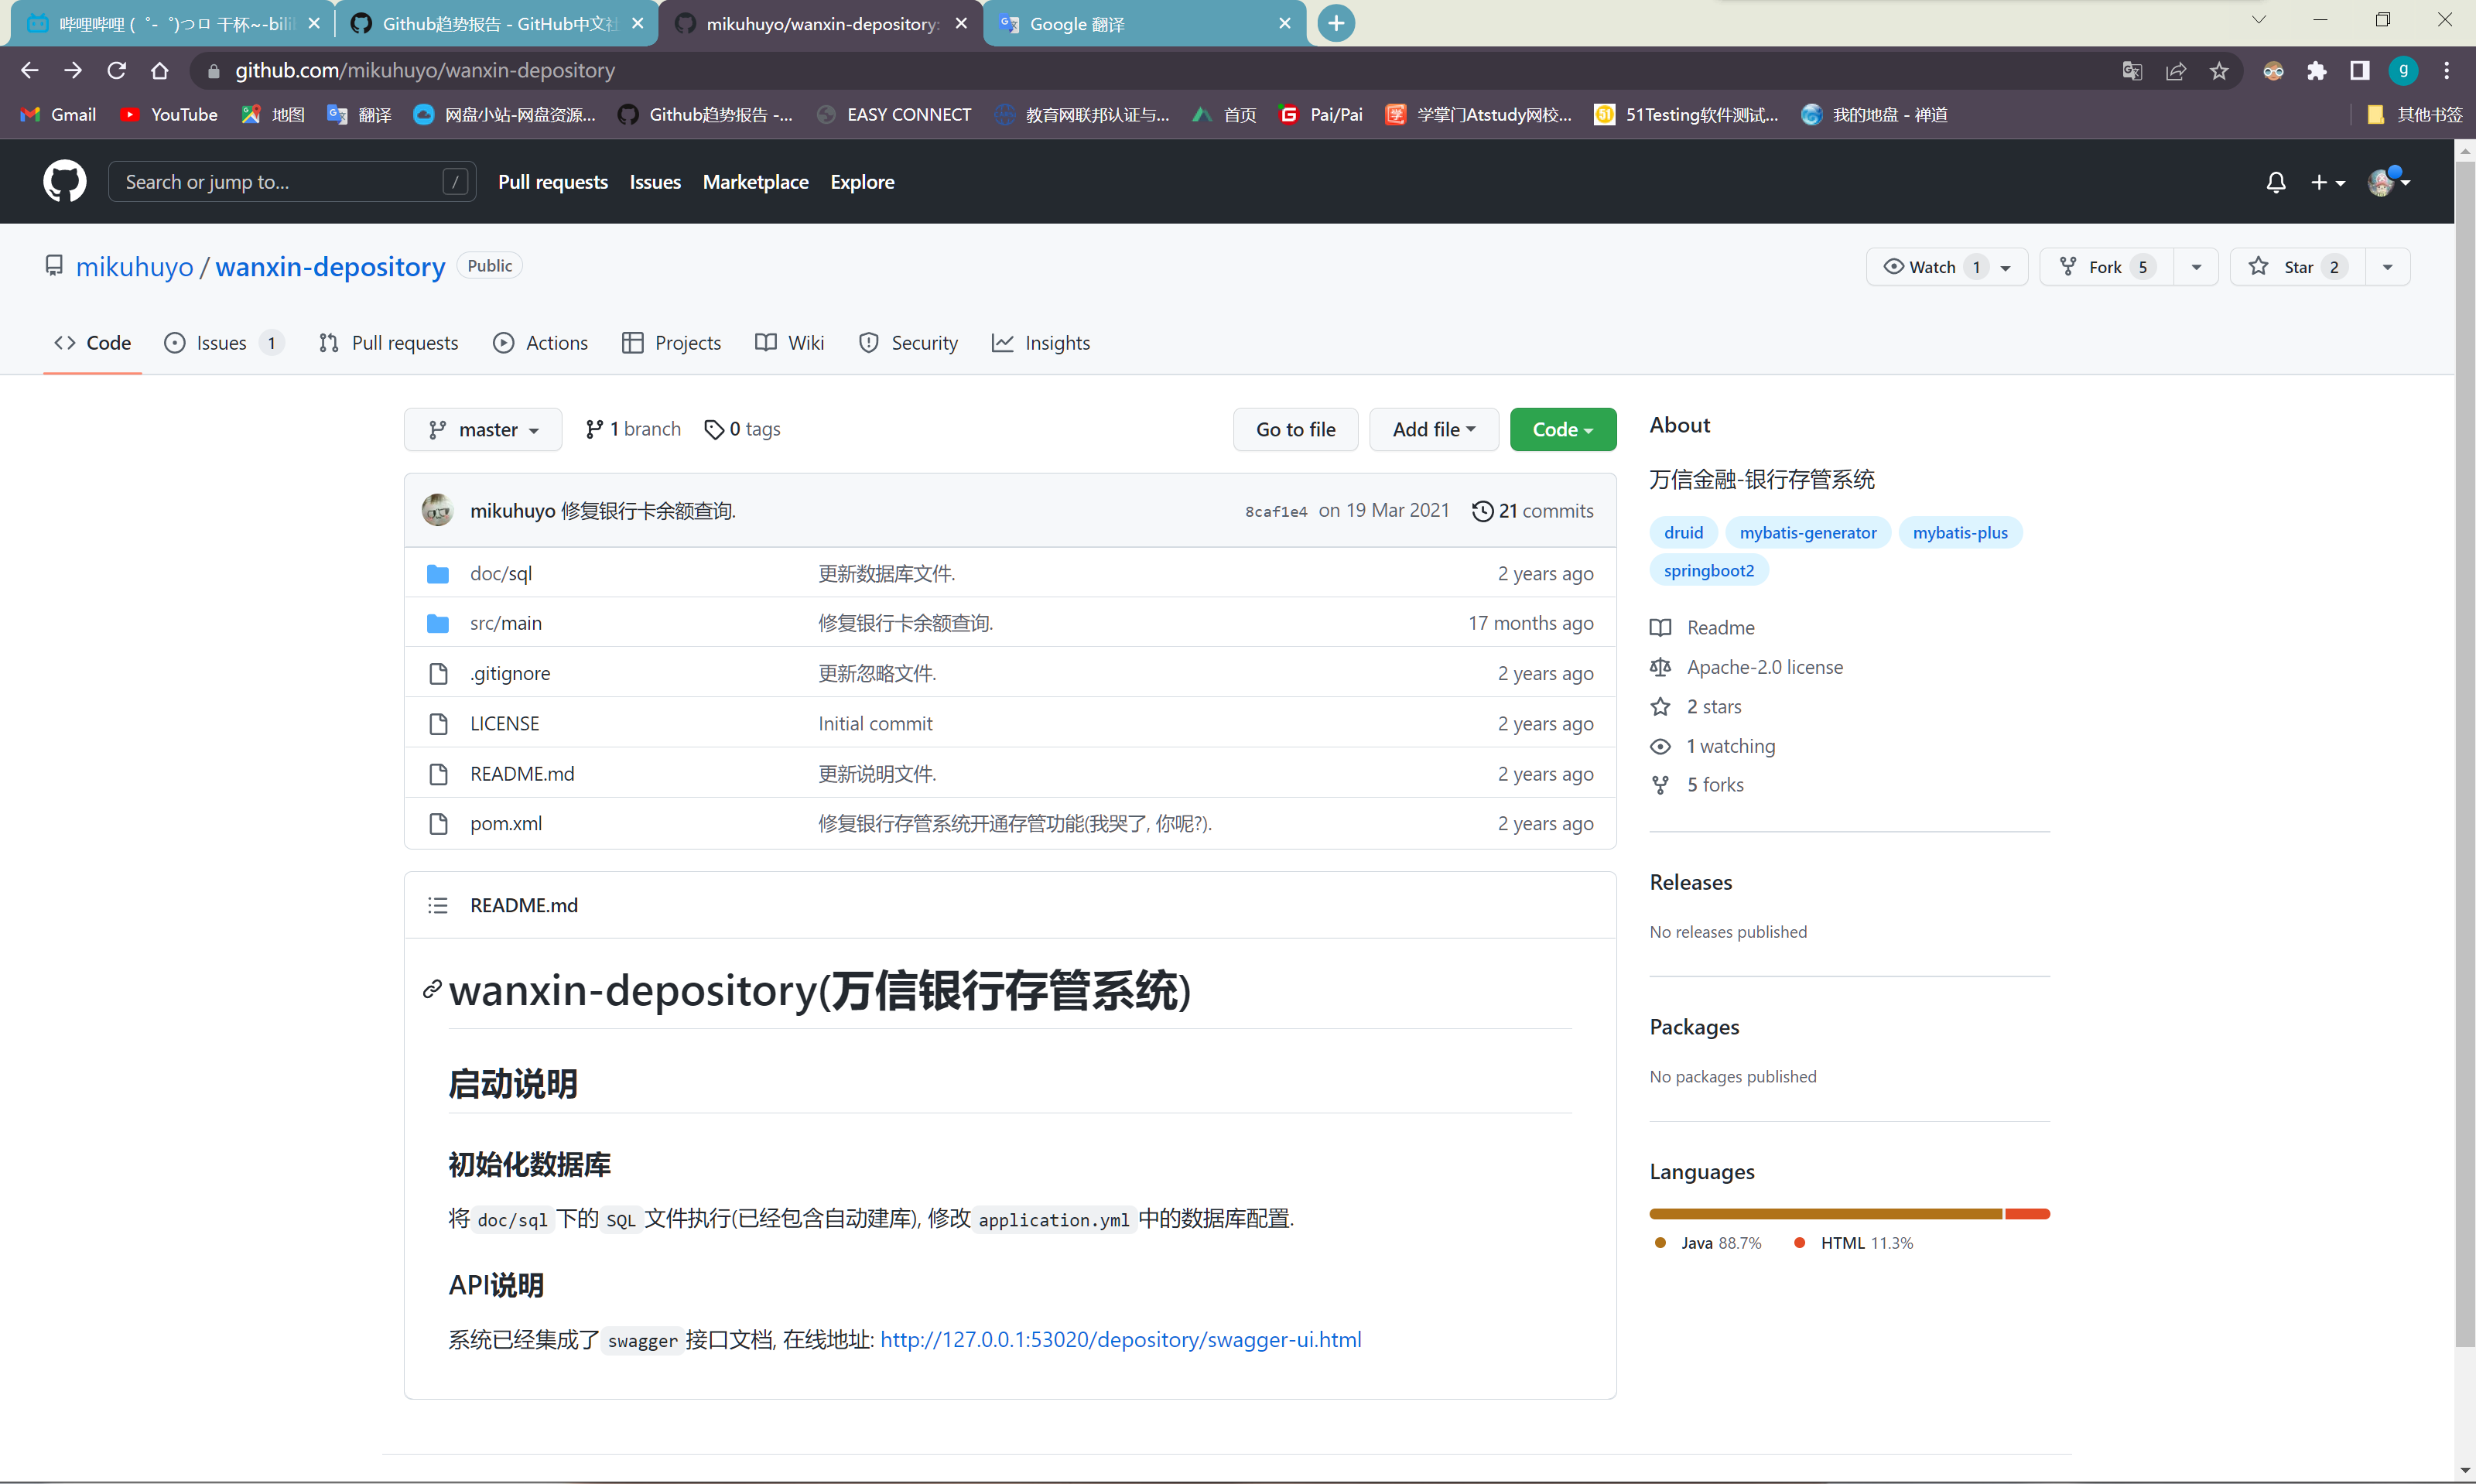 哔哩哔哩 (゜-゜)つロ 干杯~-bili
Github趋势报告 - GitHub中文社
mikuhuyo/wanxin-depository:
Google 翻译
github.com/mikuhuyo/wanxin-depository
g
Gmail
YouTube
地图
翻译
网盘小站-网盘资源...
Github趋势报告 -...
EASY CONNECT
教育网联邦认证与...
首页
Pai/Pai
学掌门Atstudy网校...
51Testing软件测试...
我的地盘 - 禅道
其他书签
Search or jump to... /
Pull requests
Issues
Marketplace
Explore
mikuhuyo / wanxin-depository Public
Watch 1
Fork 5
Star 2
Code
Issues 1
Pull requests
Actions
Projects
Wiki
Security
Insights
master
1 branch
0 tags
Go to file
Add file
Code
mikuhuyo 修复银行卡余额查询. 8caf1e4 on 19 Mar 2021 21 commits
doc/sql 更新数据库文件. 2 years ago
src/main 修复银行卡余额查询. 17 months ago
.gitignore 更新忽略文件. 2 years ago
LICENSE Initial commit 2 years ago
README.md 更新说明文件. 2 years ago
pom.xml 修复银行存管系统开通存管功能(我哭了, 你呢?). 2 years ago
README.md
wanxin-depository(万信银行存管系统)
启动说明
初始化数据库
将 doc/sql 下的 SQL 文件执行(已经包含自动建库), 修改 application.yml 中的数据库配置.
API说明
系统已经集成了 swagger 接口文档, 在线地址: http://127.0.0.1:53020/depository/swagger-ui.html
About
万信金融-银行存管系统
druid
mybatis-generator
mybatis-plus
springboot2
Readme
Apache-2.0 license
2 stars
1 watching
5 forks
Releases
No releases published
Packages
No packages published
Languages
Java 88.7%
HTML 11.3%